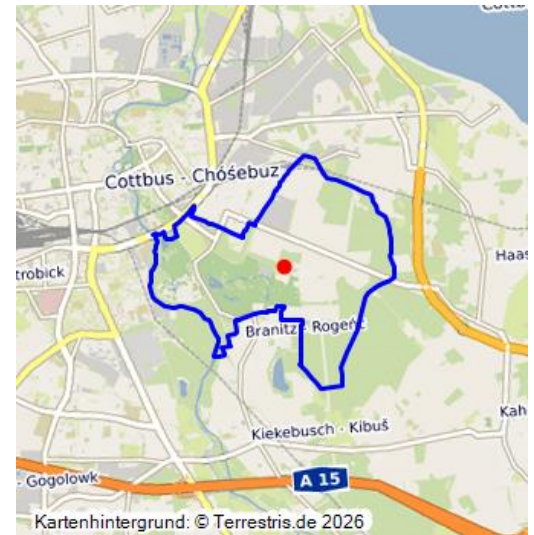 Cottbus - Chóśebuz
trobick
Haas
Branitz - Rogeńc
Kiekebusch - Kibuš
Kah
- Gogolowk
A 15
Kartenhintergrund: © Terrestris.de 2026